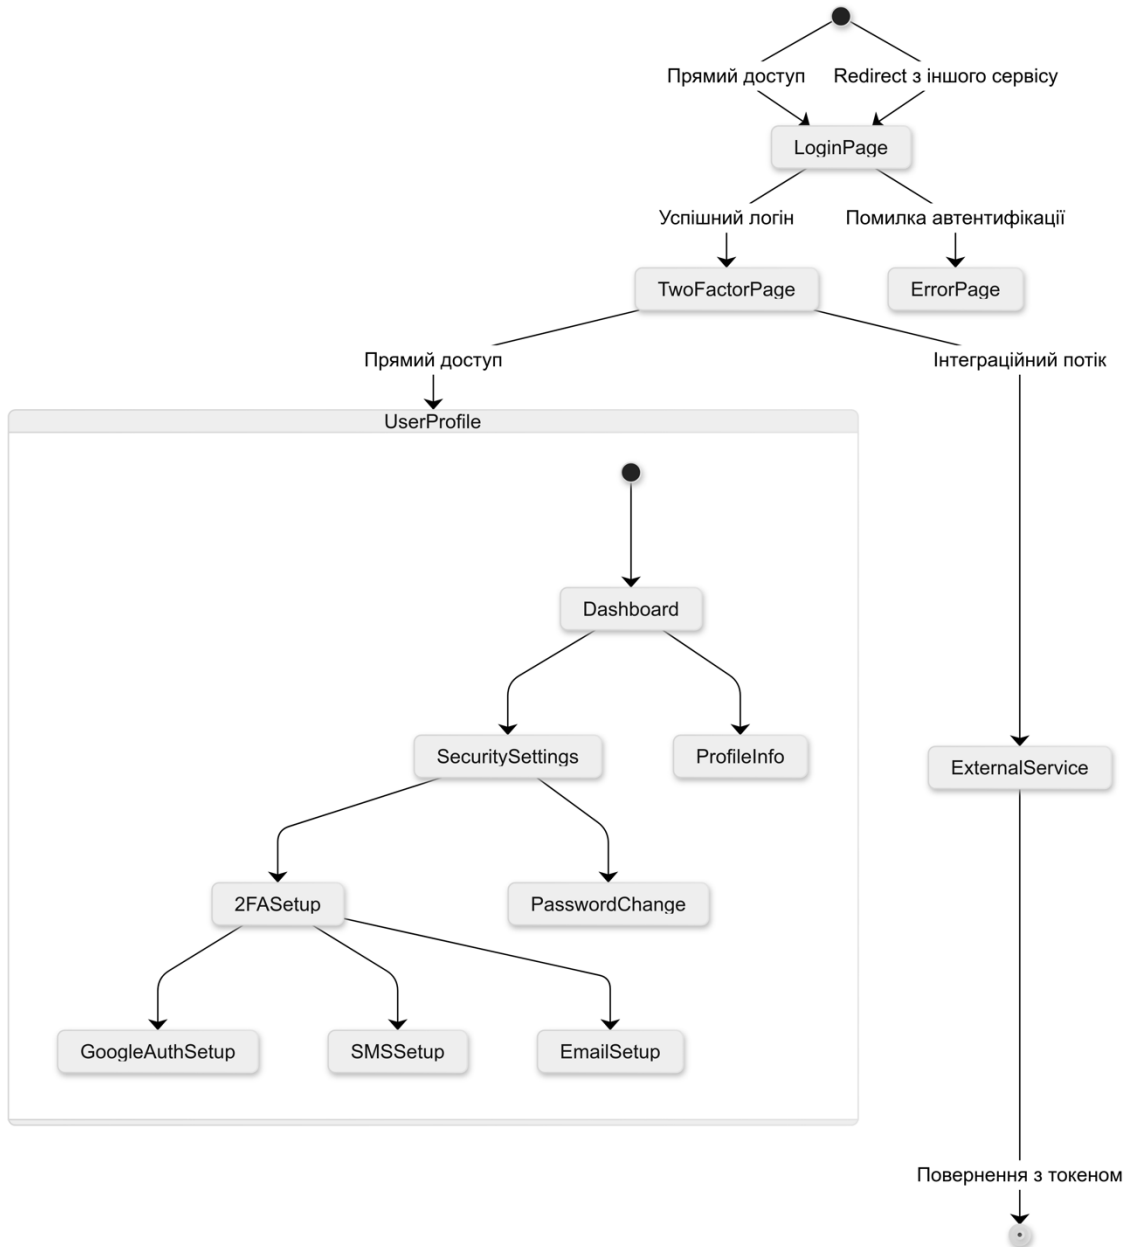 Прямий доступ
Redirect з іншого сервісу
LoginPage
Успішний логін
Помилка автентифікації
TwoFactorPage
ErrorPage
Прямий доступ
Інтеграційний потік
UserProfile
Dashboard
SecuritySettings
ProfileInfo
ExternalService
2FASetup
PasswordChange
GoogleAuthSetup
SMSSetup
EmailSetup
Повернення з токеном